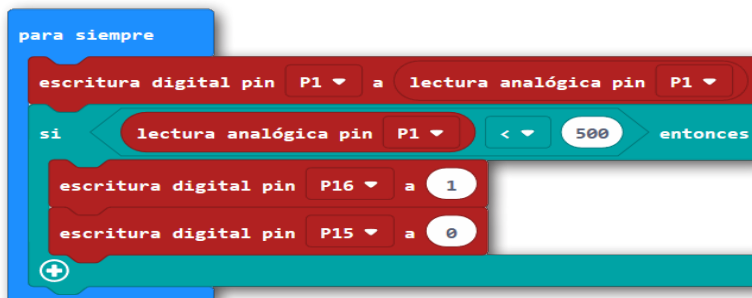 para siempre
escritura digital pin P1 a lectura analógica pin P1
si lectura analógica pin P1 < 500 entonces
escritura digital pin P16 a 1
escritura digital pin P15 a 0